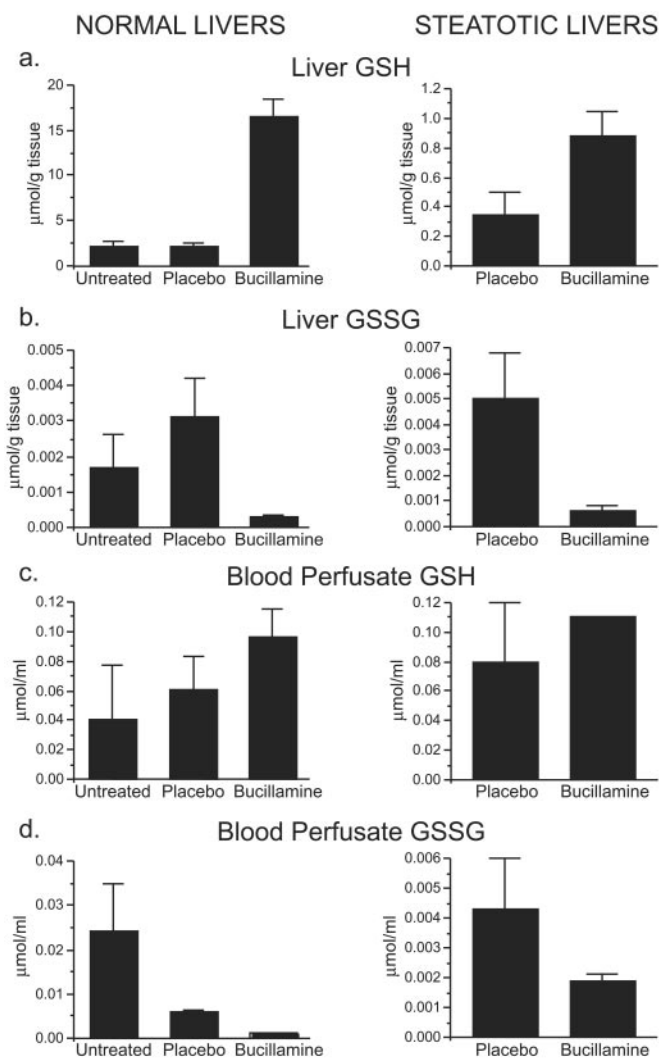 NORMAL LIVERS STEATOTIC LIVERS
a.
Liver GSH
20
15
10
5
0
μmol/g tissue
Untreated Placebo Bucillamine
1.2
1.0
0.8
0.6
0.4
0.2
0.0
μmol/g tissue
Placebo Bucillamine
b.
Liver GSSG
0.005
0.004
0.003
0.002
0.001
0.000
μmol/g tissue
Untreated Placebo Bucillamine
0.007
0.006
0.005
0.004
0.003
0.002
0.001
0.000
μmol/g tissue
Placebo Bucillamine
c.
Blood Perfusate GSH
0.12
0.10
0.08
0.06
0.04
0.02
0.00
μmol/ml
Untreated Placebo Bucillamine
0.12
0.10
0.08
0.06
0.04
0.02
0.00
μmol/ml
Placebo Bucillamine
d.
Blood Perfusate GSSG
0.04
0.03
0.02
0.01
0.00
μmol/ml
Untreated Placebo Bucillamine
0.006
0.005
0.004
0.003
0.002
0.001
0.000
μmol/ml
Placebo Bucillamine